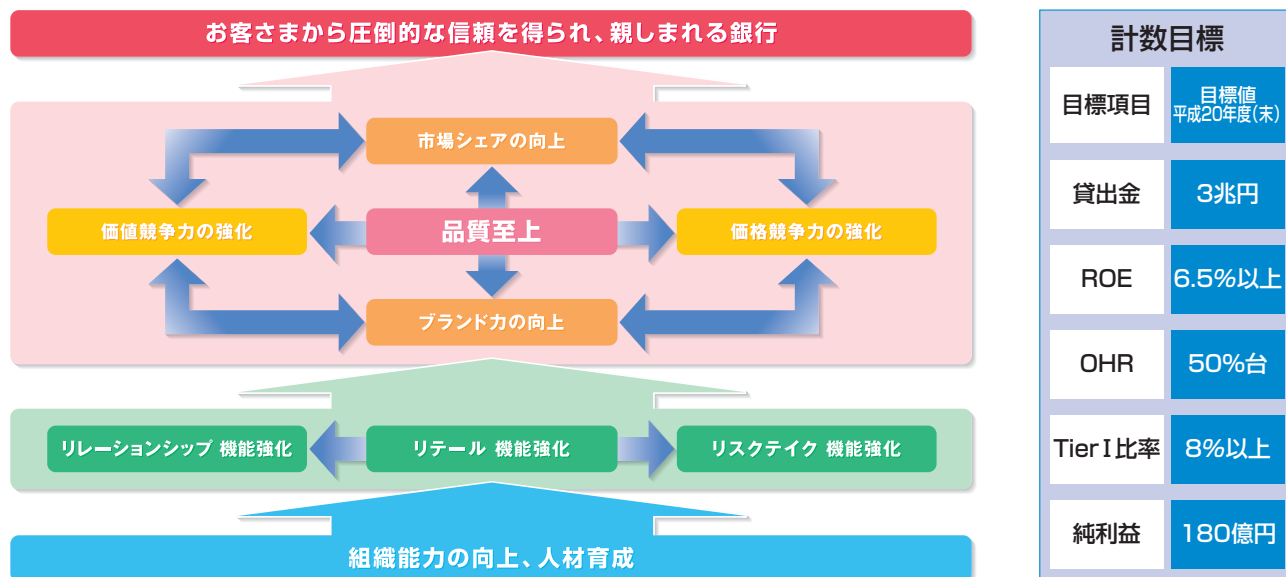 お客さまから圧倒的な信頼を得られ、親しまれる銀行
市場シェアの向上
価値競争力の強化
品質至上
価格競争力の強化
ブランド力の向上
リレーションシップ 機能強化
リテール 機能強化
リスクテイク 機能強化
組織能力の向上、人材育成
計数目標
目標項目
目標値
平成20年度(末)
貸出金
3兆円
ROE
6.5%以上
OHR
50%台
TierⅠ比率
8%以上
純利益
180億円